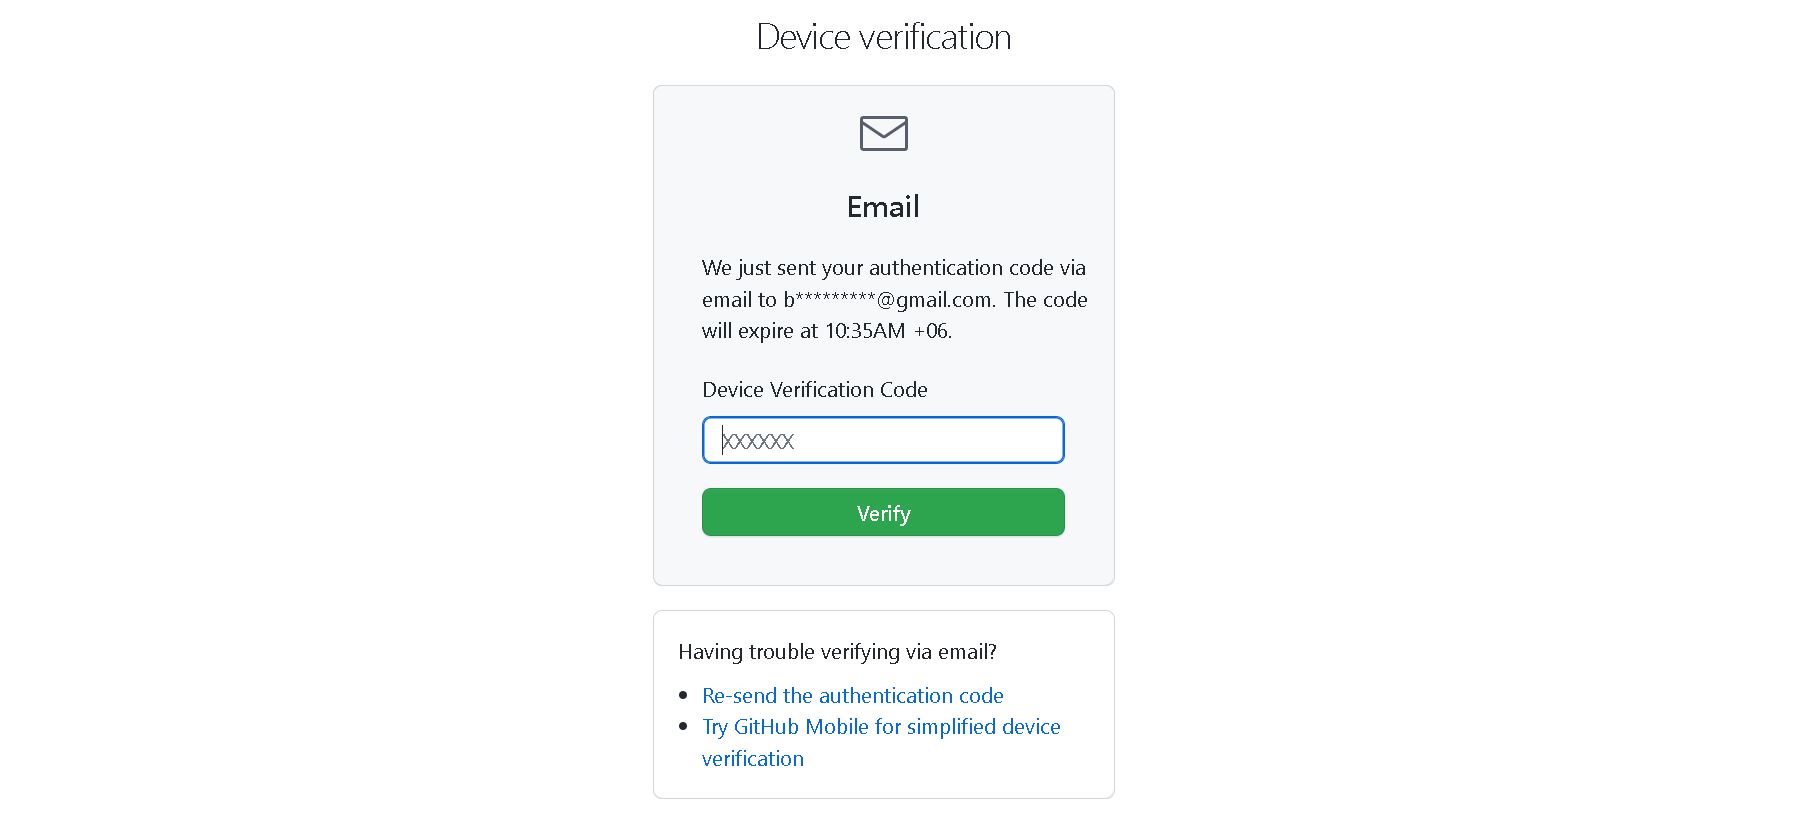 Device verification
Email
We just sent your authentication code via
email to b*********@gmail.com. The code
will expire at 10:35AM +06.
Device Verification Code
XXXXXX
Verify
Having trouble verifying via email?
Re-send the authentication code
Try GitHub Mobile for simplified device
verification